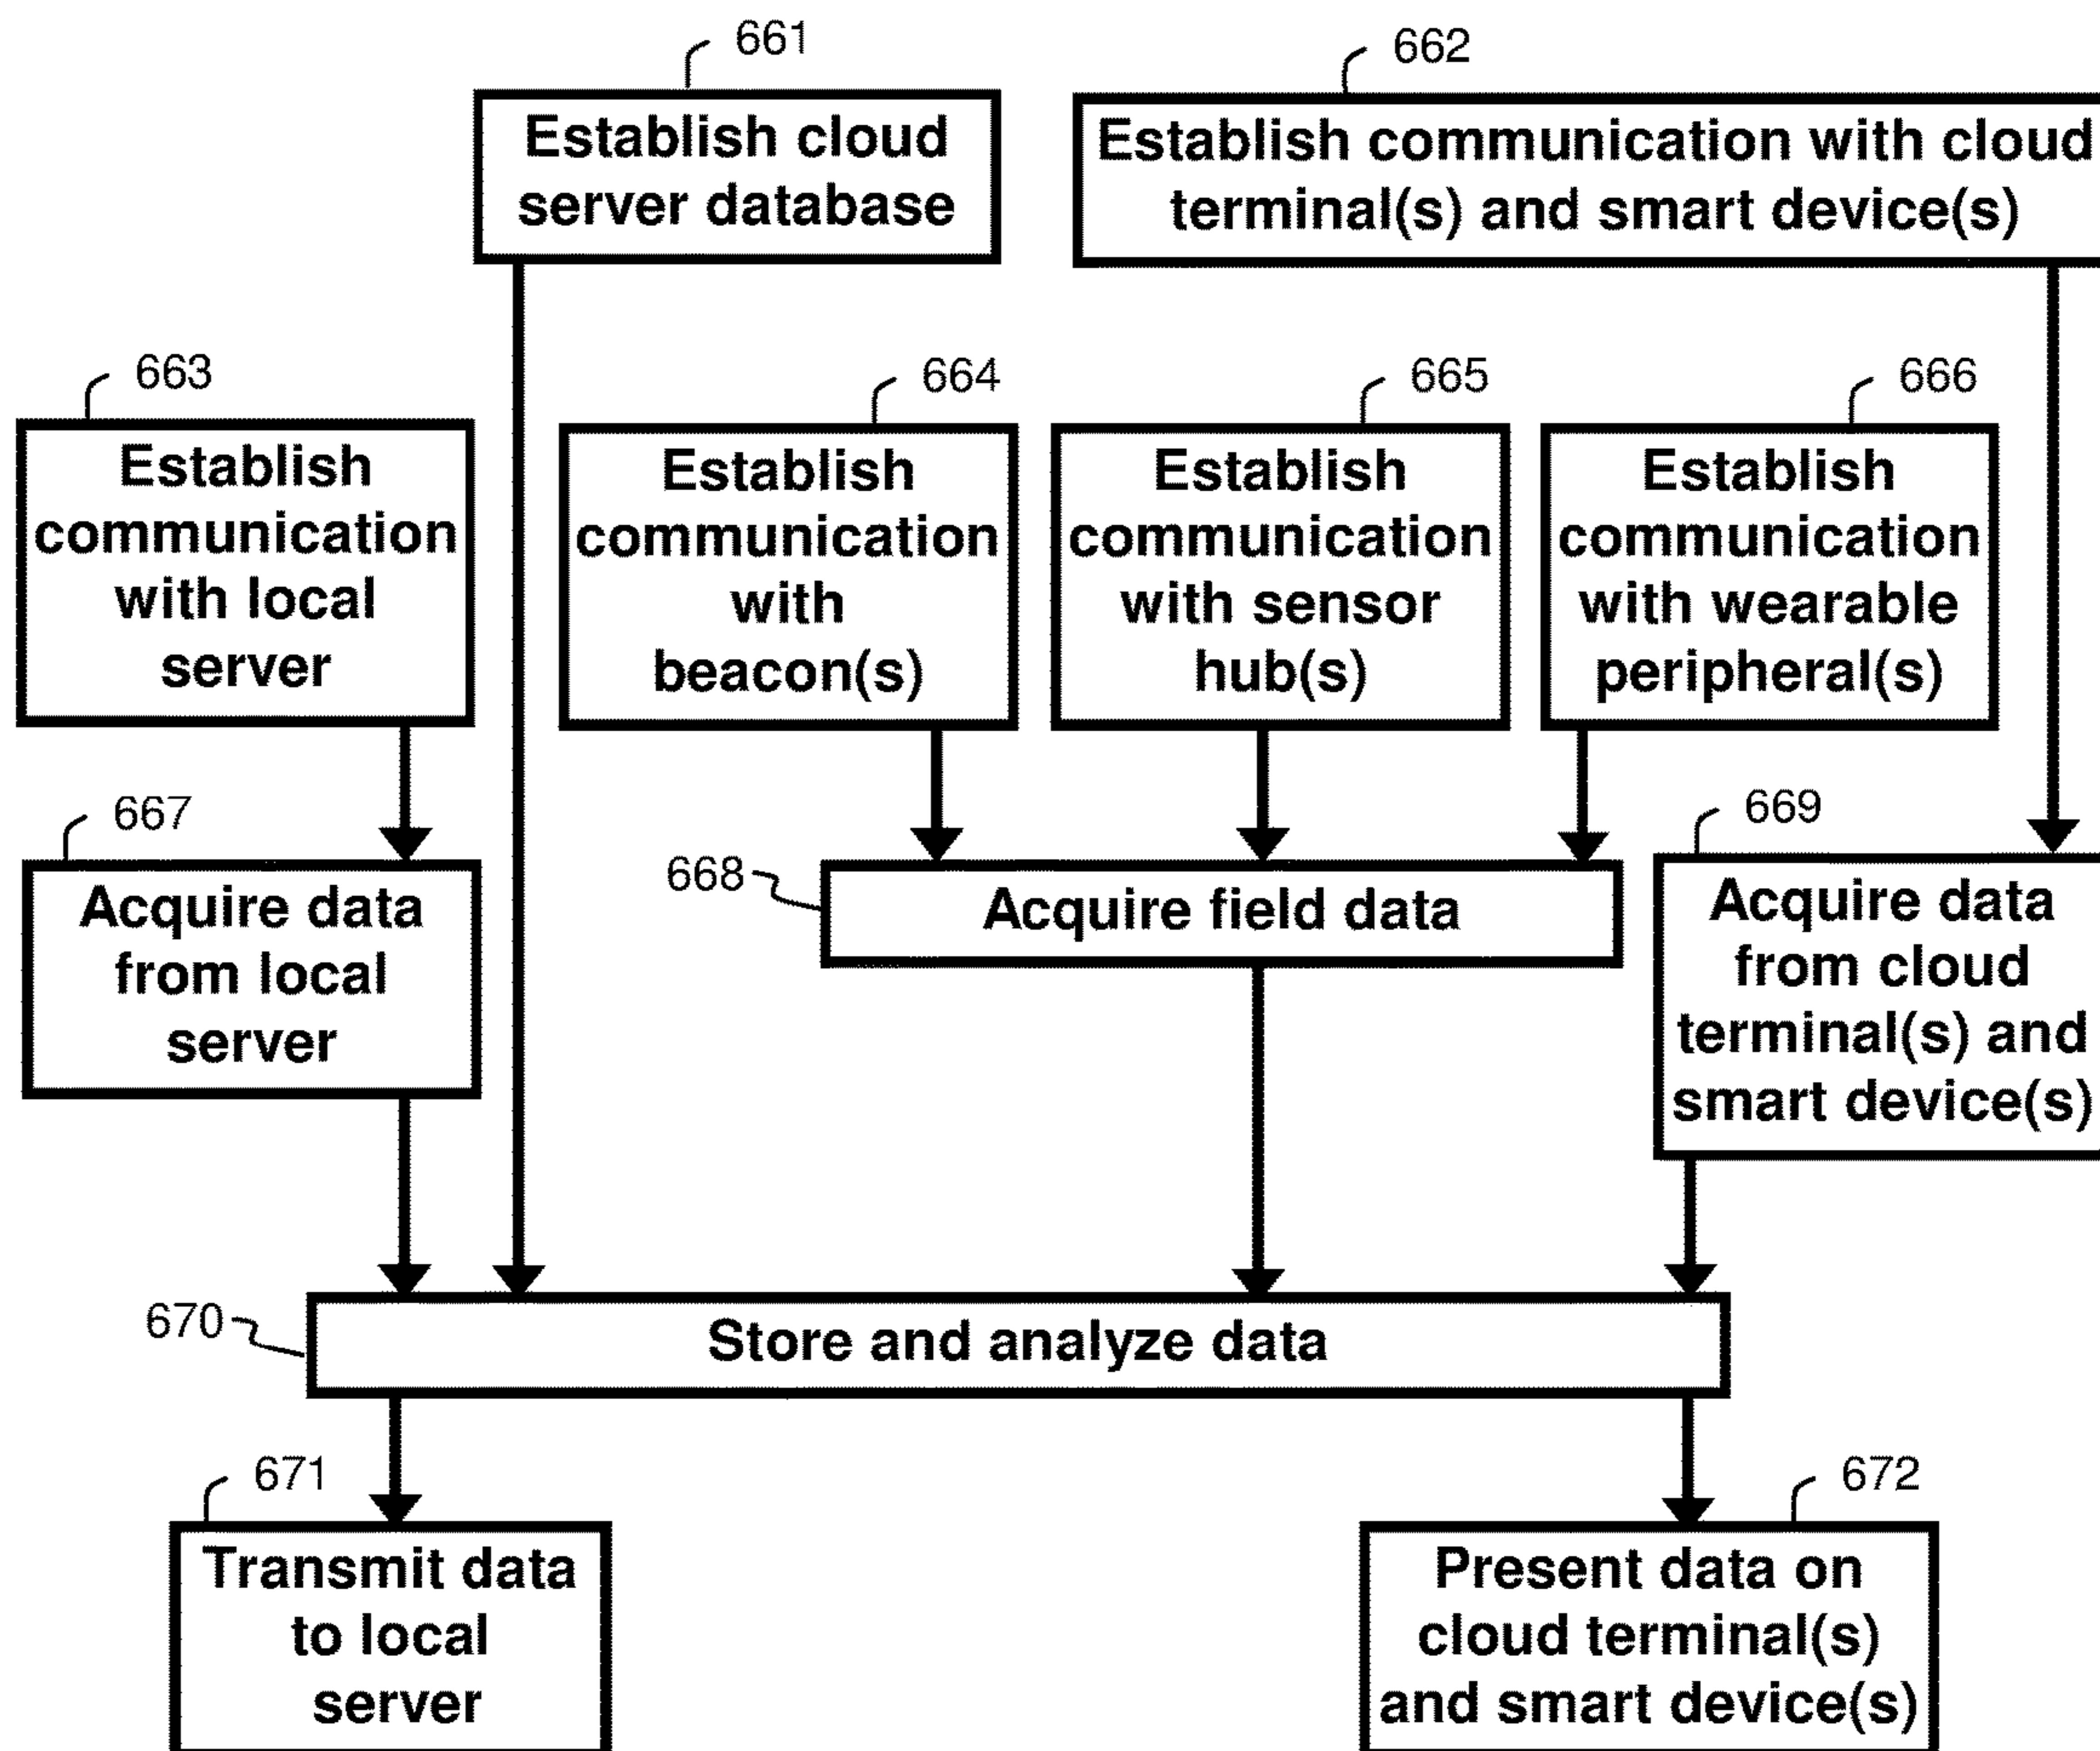 661
Establish cloud
server database
662
Establish communication with cloud
terminal(s) and smart device(s)
663
Establish
communication
with local
server
664
Establish
communication
with
beacon(s)
665
Establish
communication
with sensor
hub(s)
666
Establish
communication
with wearable
peripheral(s)
667
Acquire data
from local
server
668
Acquire field data
669
Acquire data
from cloud
terminal(s) and
smart device(s)
670
Store and analyze data
671
Transmit data
to local
server
672
Present data on
cloud terminal(s)
and smart device(s)